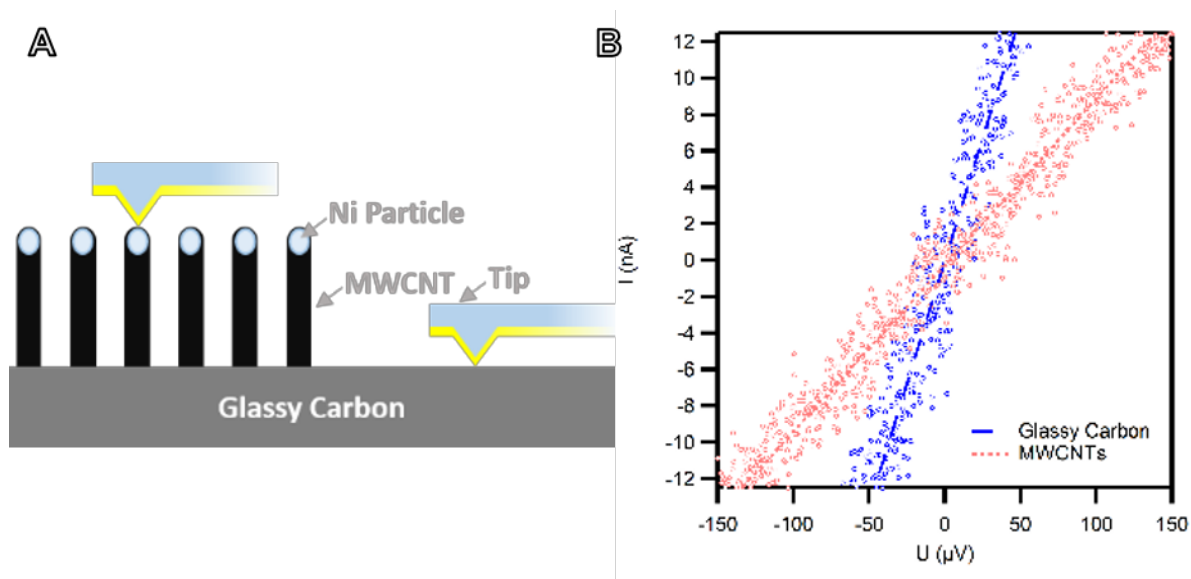 A
Ni Particle
MWCNT
Tip
Glassy Carbon
B
12
10
8
6
4
2
0
-2
-4
-6
-8
-10
-12
I (nA)
Glassy Carbon
MWCNTs
-150 -100 -50 0 50 100 150
U (µV)